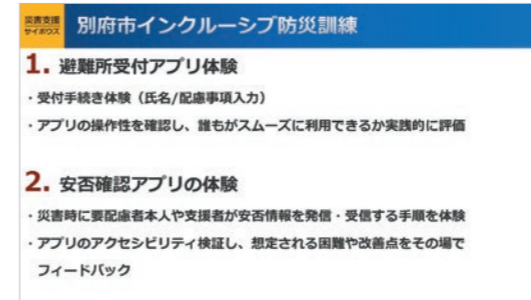 災害支援
サイボウズ
別府市インクルーシブ防災訓練
1. 避難所受付アプリ体験
・受付手続き体験（氏名/配慮事項入力）
・アプリの操作性を確認し、誰もがスムーズに利用できるか実践的に評価
2. 安否確認アプリの体験
・災害時に要配慮者本人や支援者が安否情報を発信・受信する手順を体験
・アプリのアクセシビリティ検証し、想定される困難や改善点をその場で
フィードバック